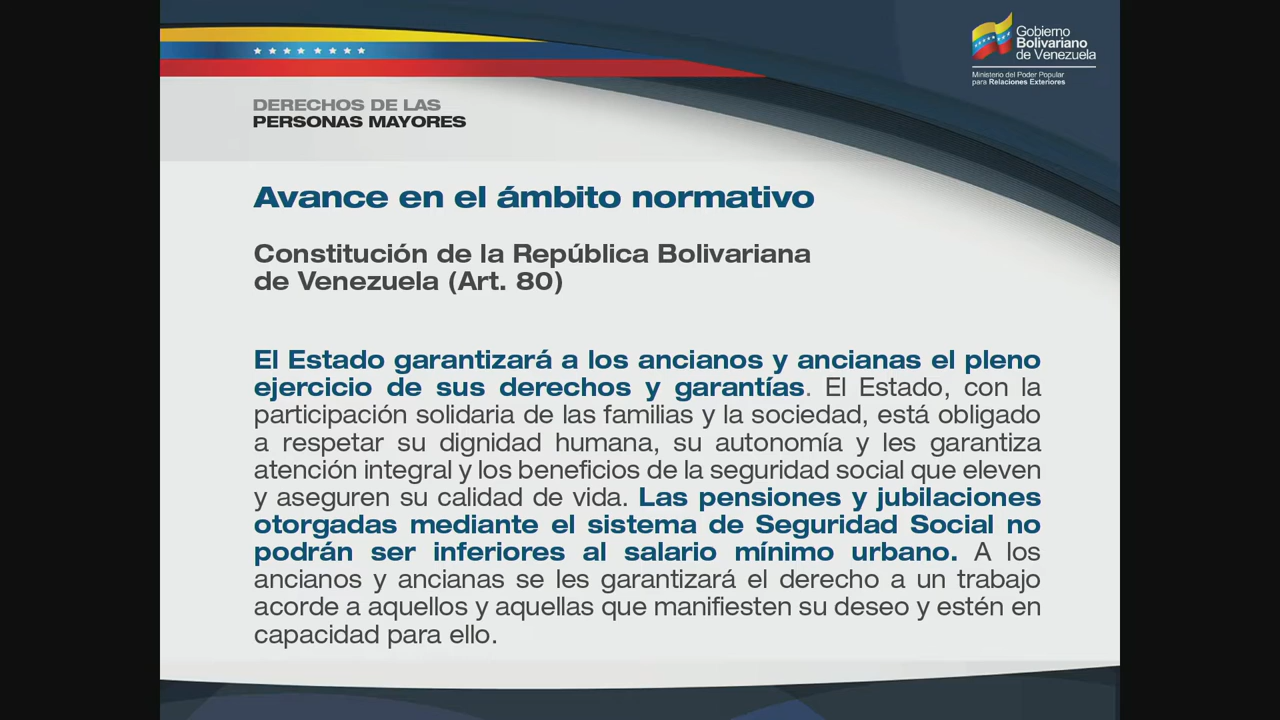 Gobierno
Bolivariano
de Venezuela
Ministerio del Poder Popular
para Relaciones Exteriores
DERECHOS DE LAS
PERSONAS MAYORES
Avance en el ámbito normativo
Constitución de la República Bolivariana
de Venezuela (Art. 80)
El Estado garantizará a los ancianos y ancianas el pleno
ejercicio de sus derechos y garantías. El Estado, con la
participación solidaria de las familias y la sociedad, está obligado
a respetar su dignidad humana, su autonomía y les garantiza
atención integral y los beneficios de la seguridad social que eleven
y aseguren su calidad de vida. Las pensiones y jubilaciones
otorgadas mediante el sistema de Seguridad Social no
podrán ser inferiores al salario mínimo urbano. A los
ancianos y ancianas se les garantizará el derecho a un trabajo
acorde a aquellos y aquellas que manifiesten su deseo y estén en
capacidad para ello.